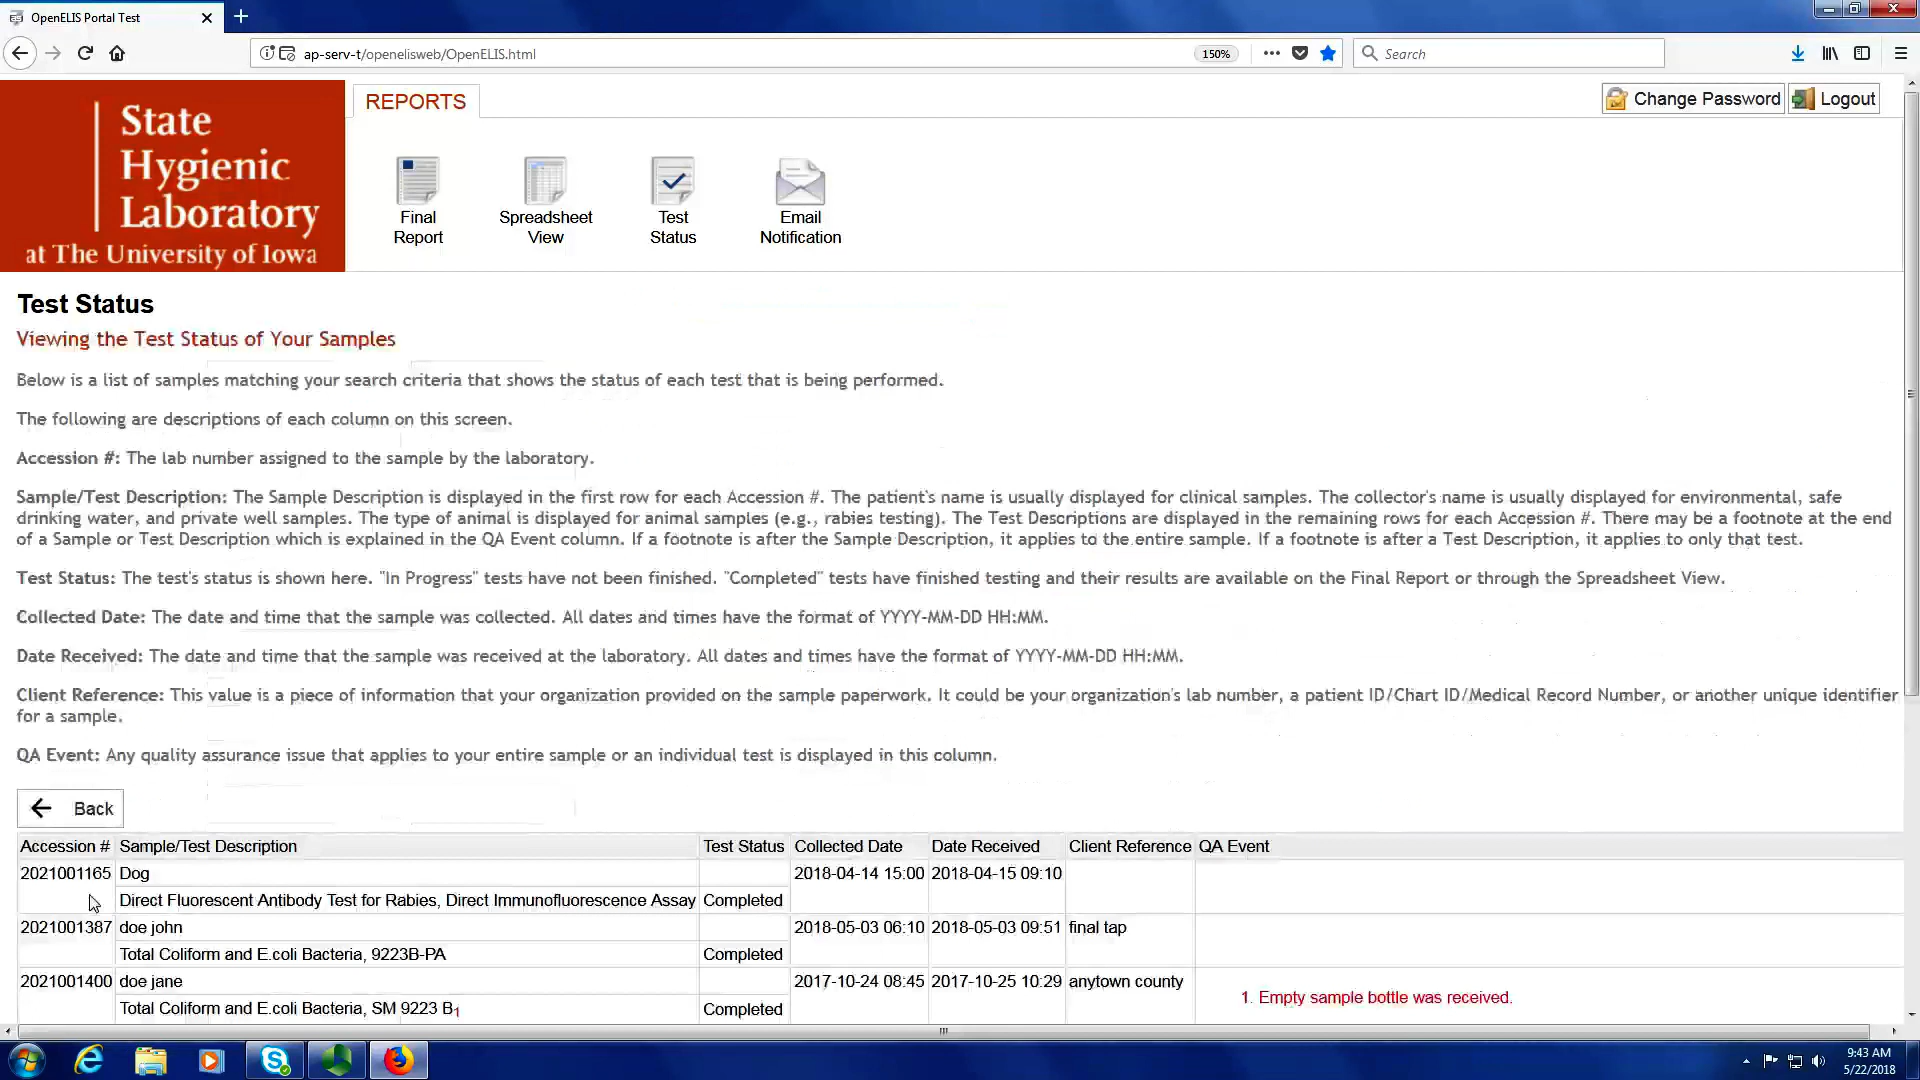 OpenELIS Portal Test
ap-serv-t/openelisweb/OpenELIS.html
150%
Search
State
Hygienic
Laboratory
at The University of Iowa
REPORTS
Change Password
Logout
Final
Report
Spreadsheet
View
Test
Status
Email
Notification
Test Status
Viewing the Test Status of Your Samples
Below is a list of samples matching your search criteria that shows the status of each test that is being performed.
The following are descriptions of each column on this screen.
Accession #: The lab number assigned to the sample by the laboratory.
Sample/Test Description: The Sample Description is displayed in the first row for each Accession #. The patient's name is usually displayed for clinical samples. The collector's name is usually displayed for environmental, safe
drinking water, and private well samples. The type of animal is displayed for animal samples (e.g., rabies testing). The Test Descriptions are displayed in the remaining rows for each Accession #. There may be a footnote at the end
of a Sample or Test Description which is explained in the QA Event column. If a footnote is after the Sample Description, it applies to the entire sample. If a footnote is after a Test Description, it applies to only that test.
Test Status: The test's status is shown here. "In Progress" tests have not been finished. "Completed" tests have finished testing and their results are available on the Final Report or through the Spreadsheet View.
Collected Date: The date and time that the sample was collected. All dates and times have the format of YYYY-MM-DD HH:MM.
Date Received: The date and time that the sample was received at the laboratory. All dates and times have the format of YYYY-MM-DD HH:MM.
Client Reference: This value is a piece of information that your organization provided on the sample paperwork. It could be your organization's lab number, a patient ID/Chart ID/Medical Record Number, or another unique identifier
for a sample.
QA Event: Any quality assurance issue that applies to your entire sample or an individual test is displayed in this column.
Back
Accession # Sample/Test Description Test Status Collected Date Date Received Client Reference QA Event
2021001165 Dog 2018-04-14 15:00 2018-04-15 09:10
Direct Fluorescent Antibody Test for Rabies, Direct Immunofluorescence Assay Completed
2021001387 doe john 2018-05-03 06:10 2018-05-03 09:51 final tap
Total Coliform and E.coli Bacteria, 9223B-PA Completed
2021001400 doe jane 2017-10-24 08:45 2017-10-25 10:29 anytown county
1. Empty sample bottle was received.
Total Coliform and E.coli Bacteria, SM 9223 B1 Completed
9:43 AM
5/22/2018